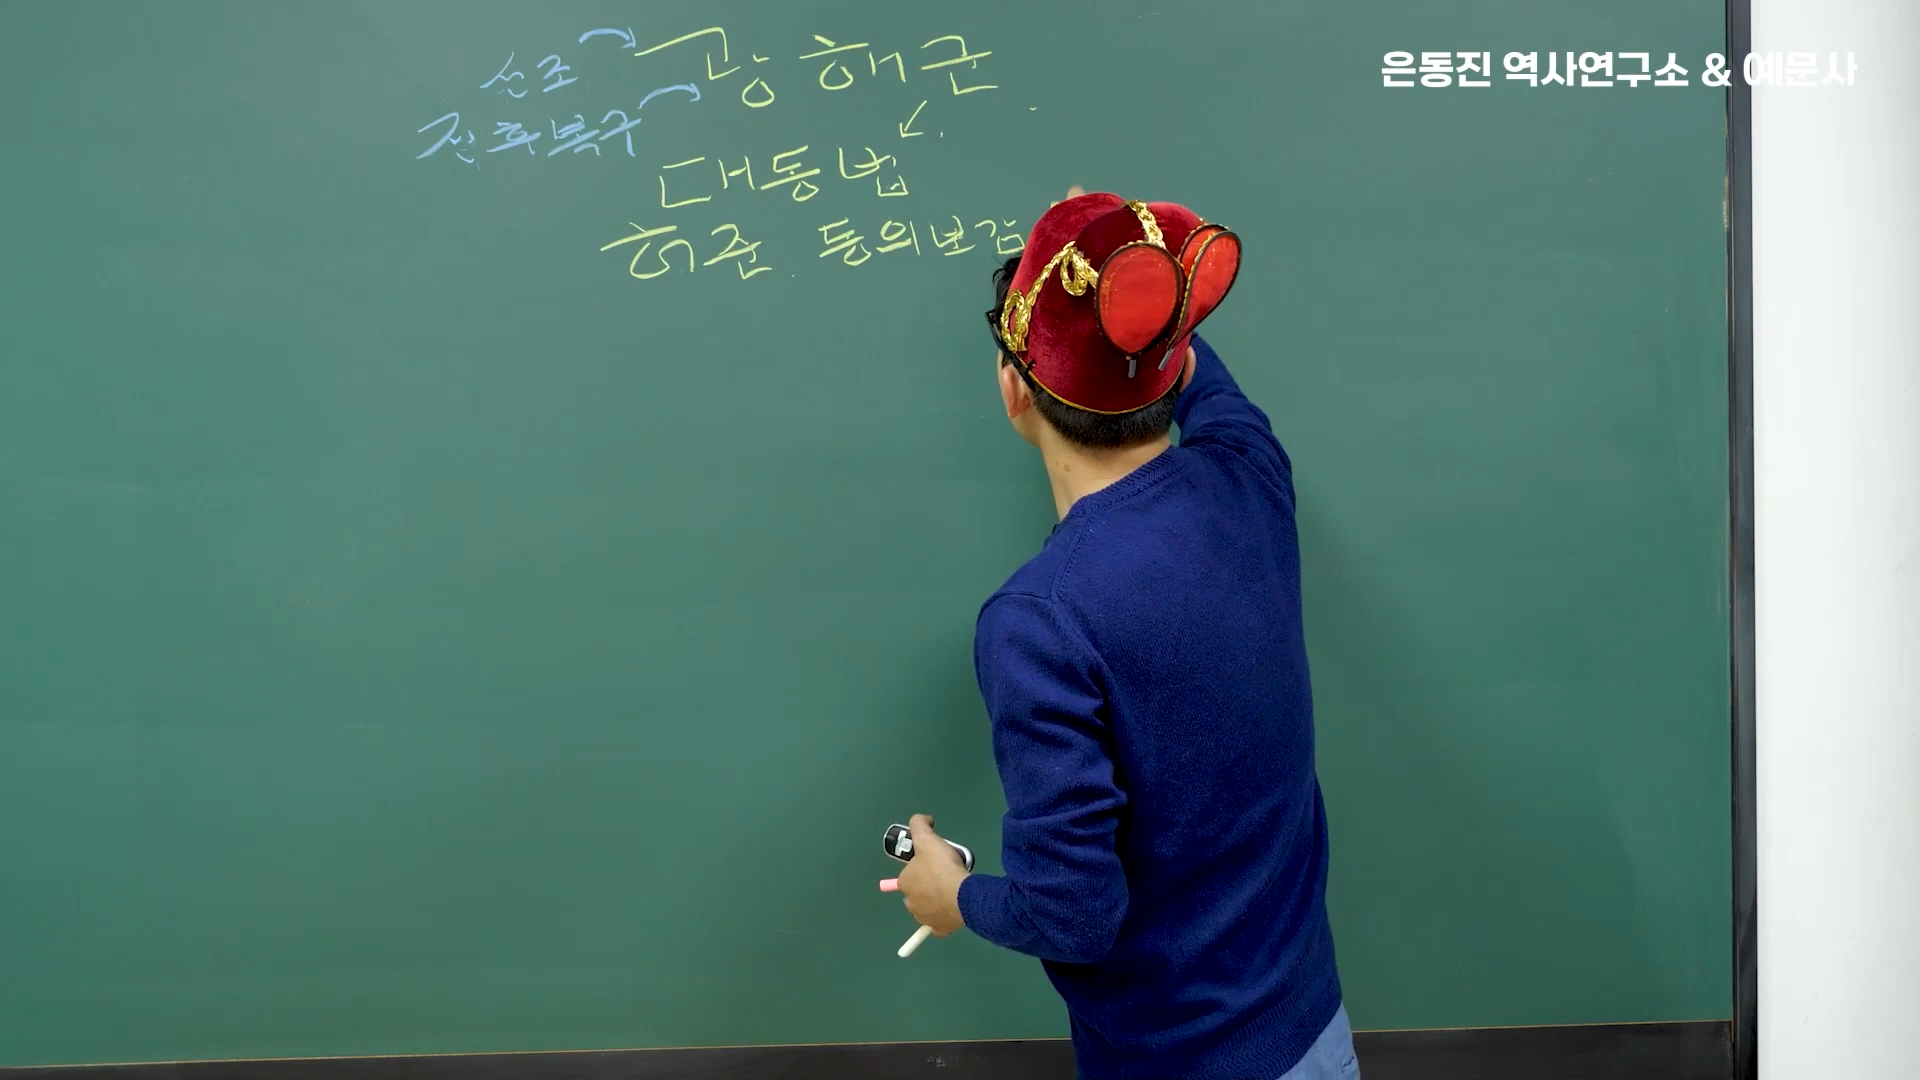 선조 광해군
전후복구
대동법
허준. 동의보감
은동진 역사연구소 & 예문사